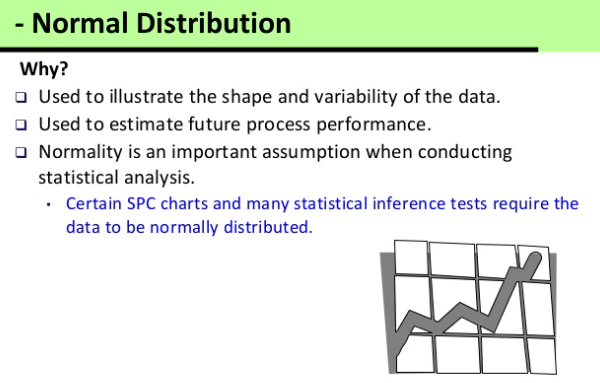 - Normal Distribution
Why?
❑ Used to illustrate the shape and variability of the data.
❑ Used to estimate future process performance.
❑ Normality is an important assumption when conducting
statistical analysis.
• Certain SPC charts and many statistical inference tests require the
data to be normally distributed.